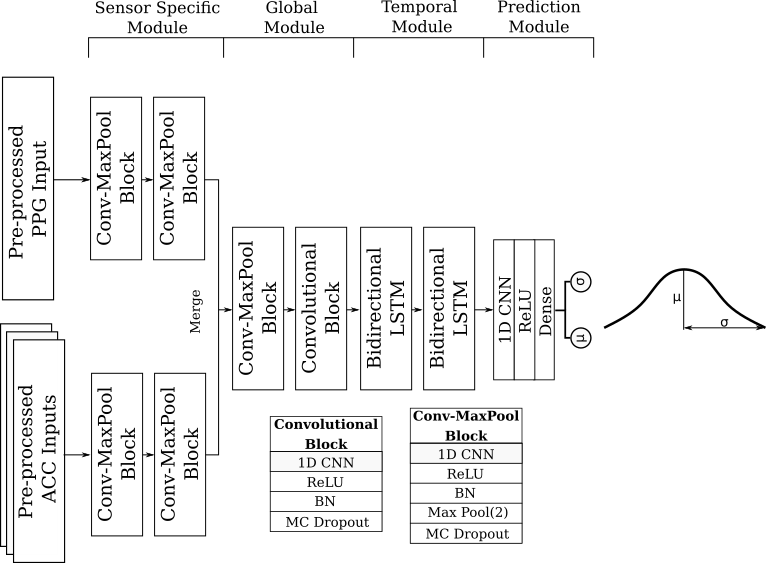 Sensor Specific
Module
Global
Module
Temporal
Module
Prediction
Module
Pre-processed
PPG Input
Conv-MaxPool
Block
Conv-MaxPool
Block
Merge
Conv-MaxPool
Block
Convolutional
Block
Bidirectional
LSTM
Bidirectional
LSTM
1D CNN
ReLU
Dense
σ
μ
μ
σ
Pre-processed
ACC Inputs
Conv-MaxPool
Block
Conv-MaxPool
Block
Convolutional
Block
1D CNN
ReLU
BN
MC Dropout
Conv-MaxPool
Block
1D CNN
ReLU
BN
Max Pool(2)
MC Dropout